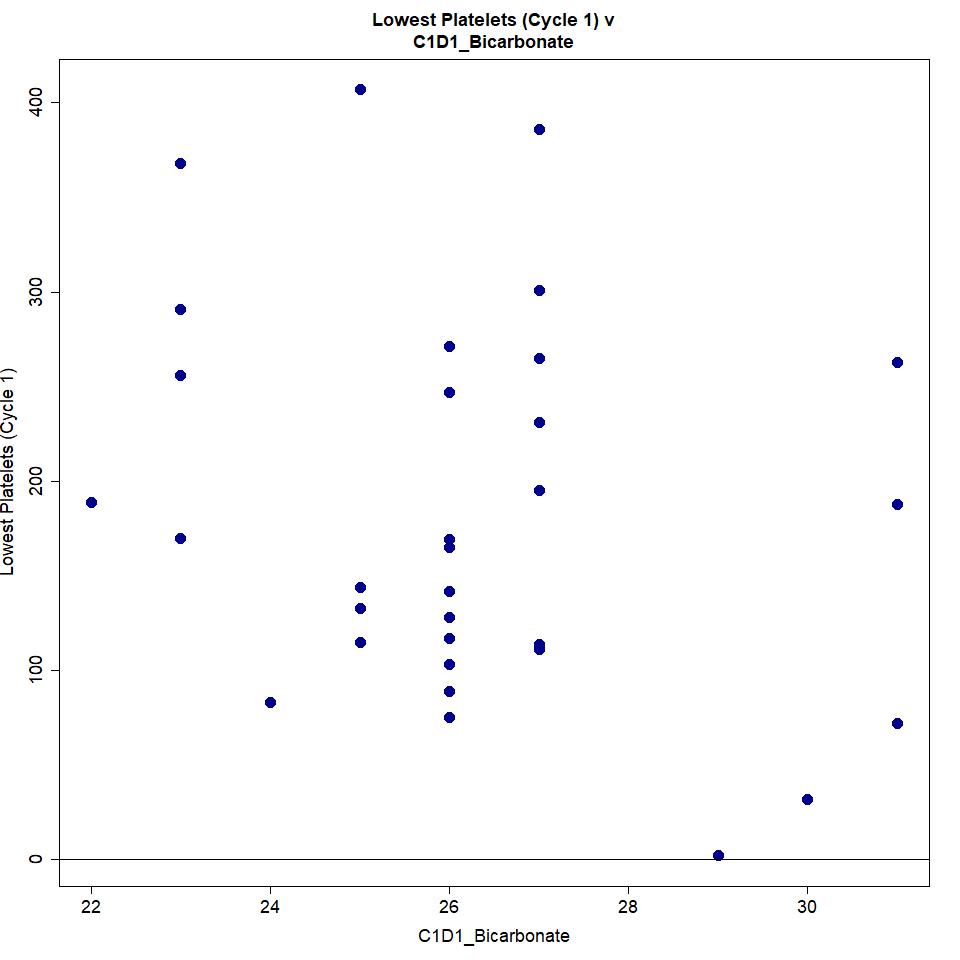 Lowest Platelets (Cycle 1) v
C1D1_Bicarbonate
Lowest Platelets (Cycle 1)
400
300
200
100
0
22 24 26 28 30
C1D1_Bicarbonate